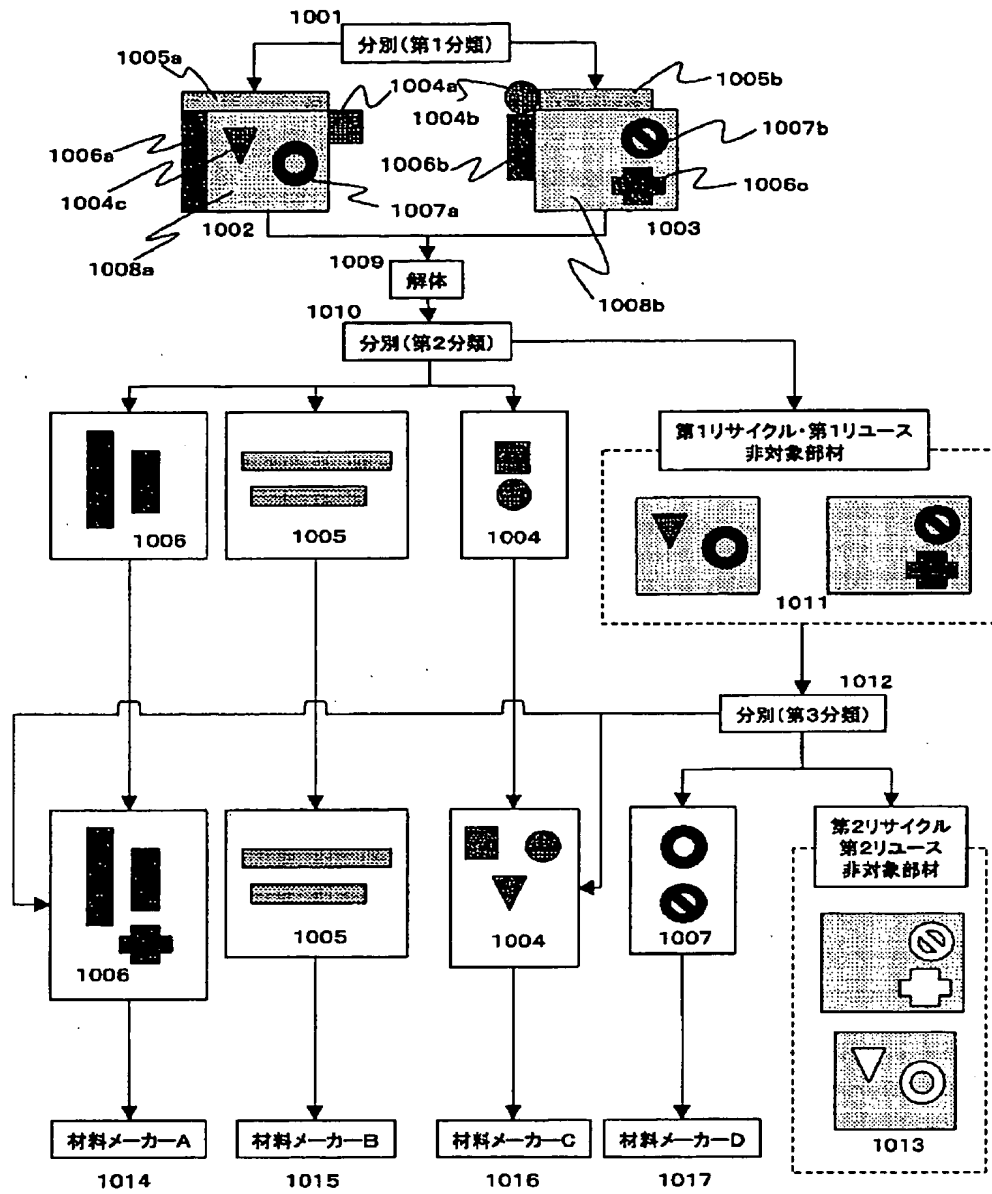 1001
分別(第1分類)
1005a
1004a
1004b
1005b
1006a
1006b
1007b
1004c
1007a
1006c
1002
1003
1008a
1009
解体
1008b
1010
分別(第2分類)
第1リサイクル・第1リユース
非対象部材
1006
1005
1004
1011
1012
分別(第3分類)
第2リサイクル
第2リユース
非対象部材
1006
1005
1004
1007
1013
材料メーカーA
材料メーカーB
材料メーカーC
材料メーカーD
1014
1015
1016
1017